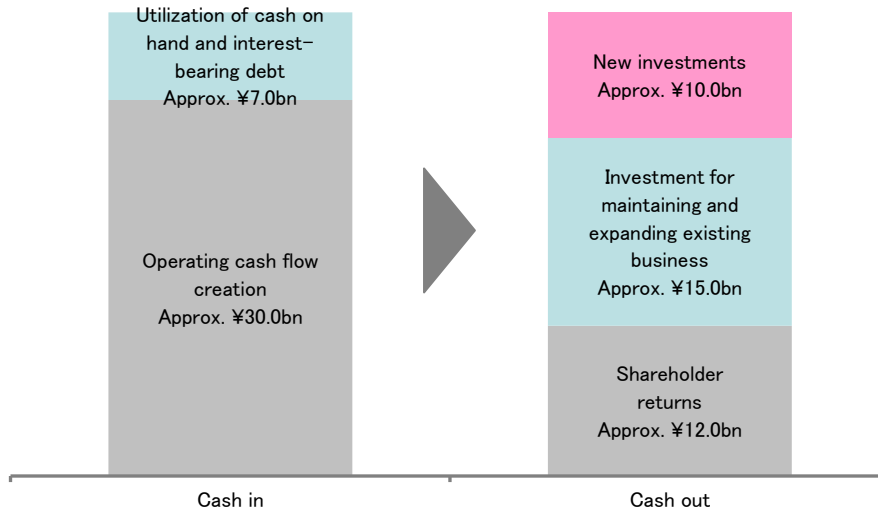 Utilization of cash on
hand and interest-
bearing debt
Approx. ¥7.0bn
Operating cash flow
creation
Approx. ¥30.0bn
New investments
Approx. ¥10.0bn
Investment for
maintaining and
expanding existing
business
Approx. ¥15.0bn
Shareholder
returns
Approx. ¥12.0bn
Cash in
Cash out